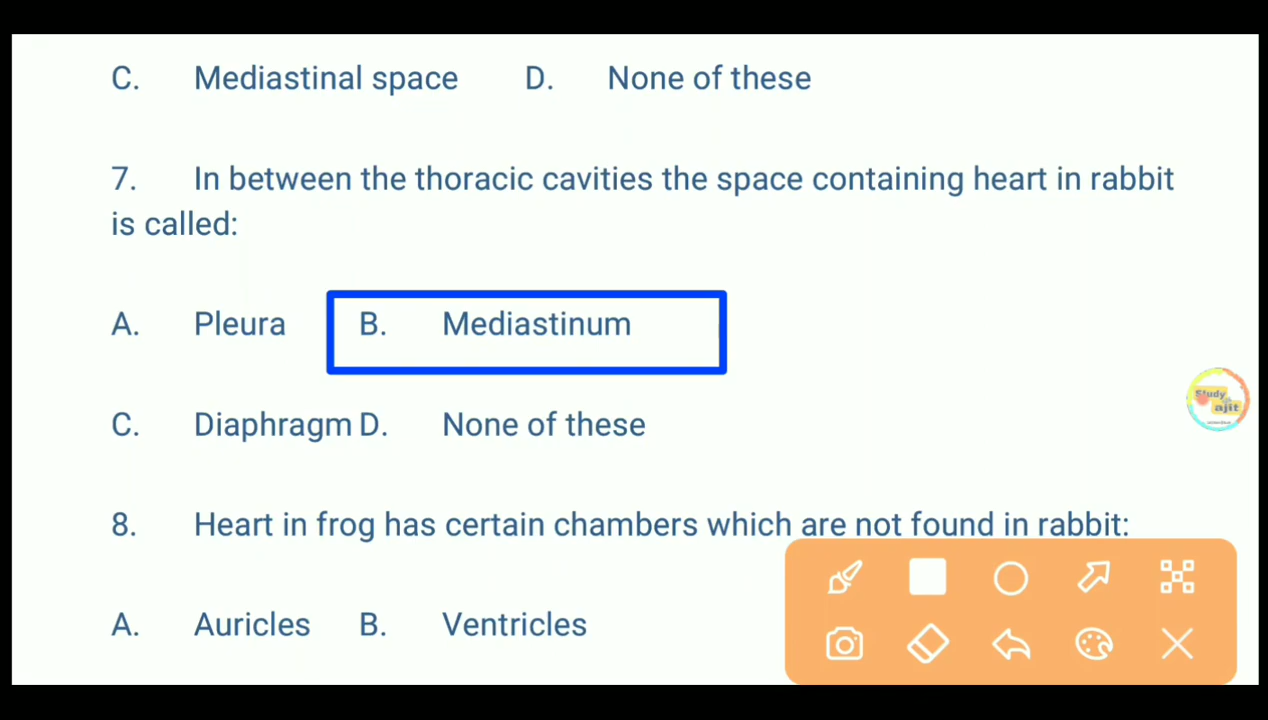 C. Mediastinal space D. None of these
7. In between the thoracic cavities the space containing heart in rabbit
is called:
A. Pleura B. Mediastinum
C. Diaphragm D. None of these
8. Heart in frog has certain chambers which are not found in rabbit:
A. Auricles B. Ventricles
Study
ajit